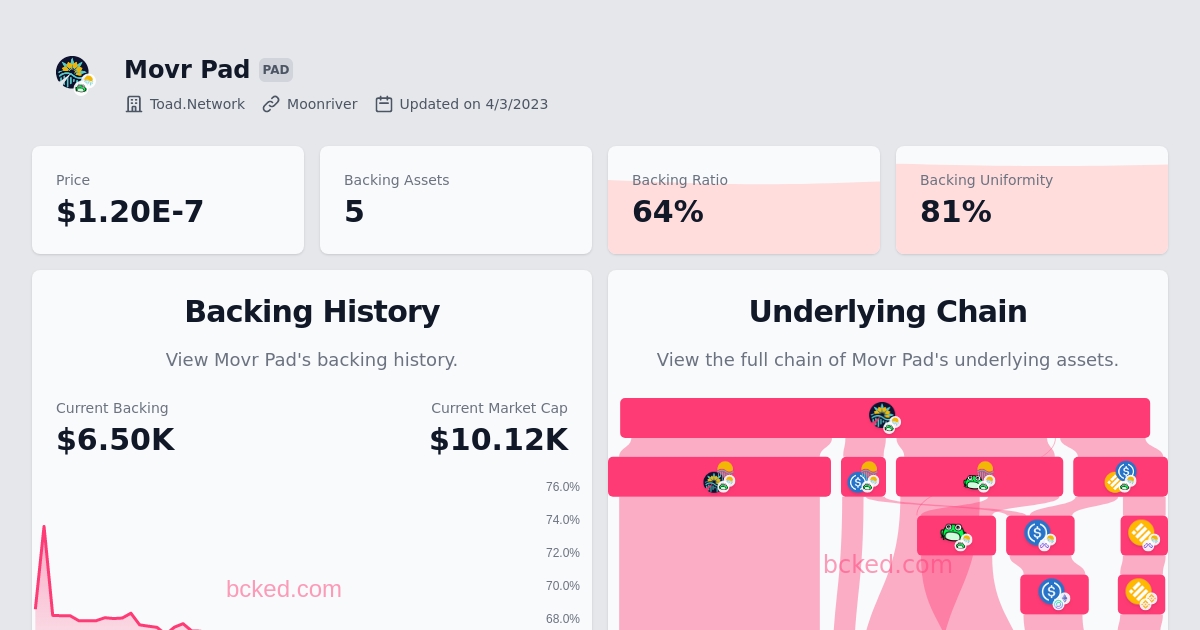 Movr Pad PAD
Toad.Network Moonriver Updated on 4/3/2023
Price
$1.20E-7
Backing Assets
5
Backing Ratio
64%
Backing Uniformity
81%
Backing History
View Movr Pad's backing history.
Current Backing
$6.50K
Current Market Cap
$10.12K
76.0%
74.0%
72.0%
70.0%
68.0%
bcked.com
Underlying Chain
View the full chain of Movr Pad's underlying assets.
bcked.com